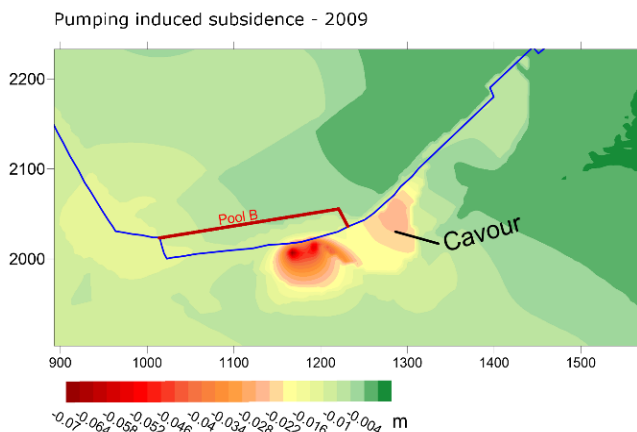 Pumping induced subsidence - 2009
2200
2100
2000
Pool B
Cavour
900 1000 1100 1200 1300 1400 1500
-0.07 -0.064 -0.058 -0.052 -0.046 -0.04 -0.034 -0.028 -0.022 -0.016 -0.01 -0.004 m